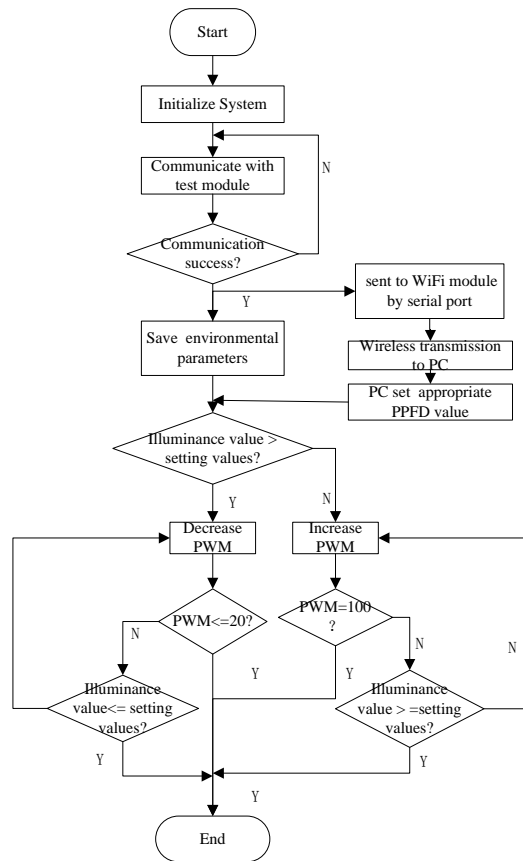 Start
Initialize System
Communicate with
test module
N
Communication
success?
Y
sent to WiFi module
by serial port
Save environmental
parameters
Wireless transmission
to PC
PC set appropriate
PPFD value
Illuminance value >
setting values?
Y
N
Decrease
PWM
Increase
PWM
PWM<=20?
PWM=100
?
N
Y
Y
N
N
Illuminance
value<= setting
values?
Illuminance
value > =setting
values?
Y
Y
Y
End